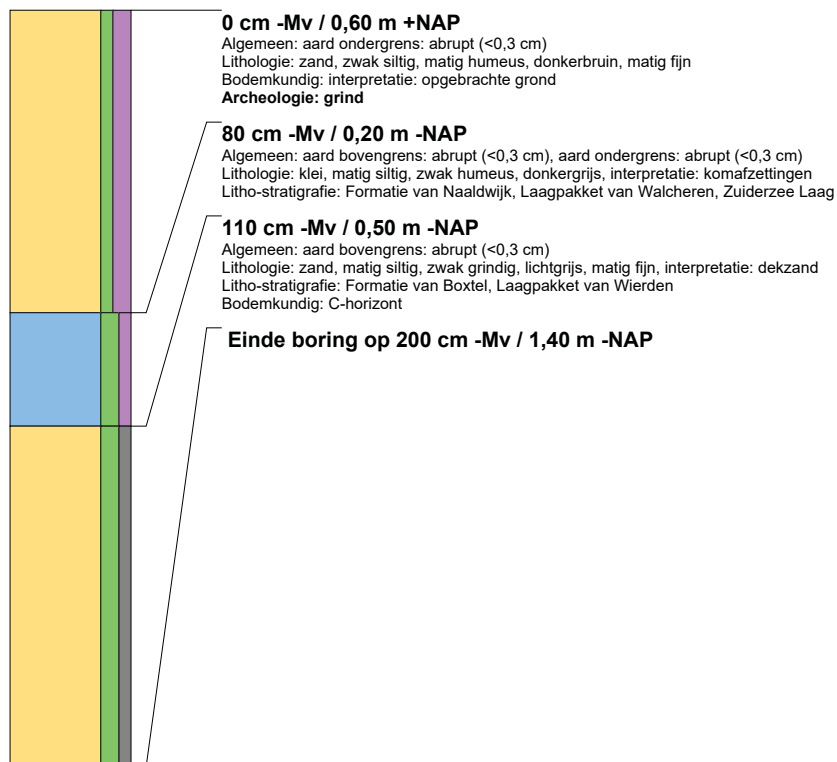 0 cm -Mv / 0,60 m +NAP
Algemeen: aard ondergrens: abrupt (<0,3 cm)
Lithologie: zand, zwak siltig, matig humeus, donkerbruin, matig fijn
Bodemkundig: interpretatie: opgebrachte grond
Archeologie: grind
80 cm -Mv / 0,20 m -NAP
Algemeen: aard bovengrens: abrupt (<0,3 cm), aard ondergrens: abrupt (<0,3 cm)
Lithologie: klei, matig siltig, zwak humeus, donkergrijs, interpretatie: komafzettingen
Litho-stratigrafie: Formatie van Naaldwijk, Laagpakket van Walcheren, Zuiderzee Laag
110 cm -Mv / 0,50 m -NAP
Algemeen: aard bovengrens: abrupt (<0,3 cm)
Lithologie: zand, matig siltig, zwak grindig, lichtgrijs, matig fijn, interpretatie: dekzand
Litho-stratigrafie: Formatie van Boxtel, Laagpakket van Wierden
Bodemkundig: C-horizont
Einde boring op 200 cm -Mv / 1,40 m -NAP